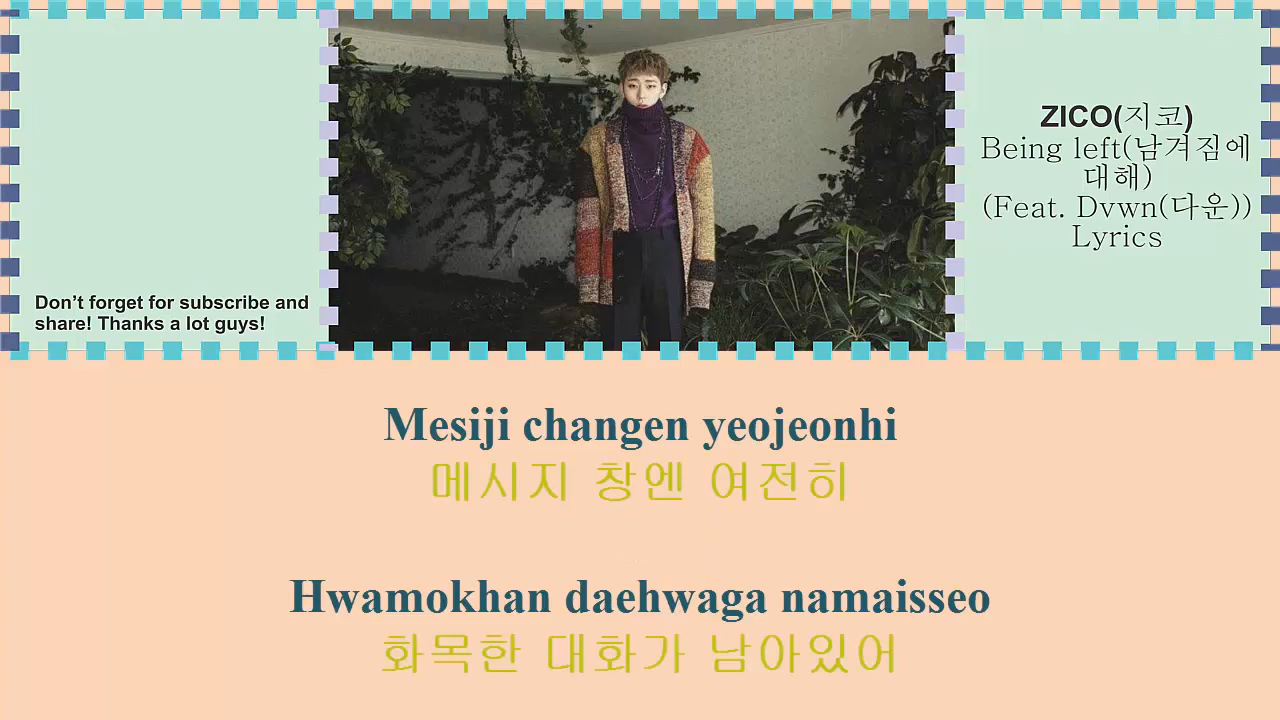 Don't forget for subscribe and
share! Thanks a lot guys!
ZICO(지코)
Being left(남겨짐에
대해)
(Feat. Dvwn(다운))
Lyrics
Mesiji changen yeojeonhi
메시지 창엔 여전히
Hwamokhan daehwaga namaisseo
화목한 대화가 남아있어